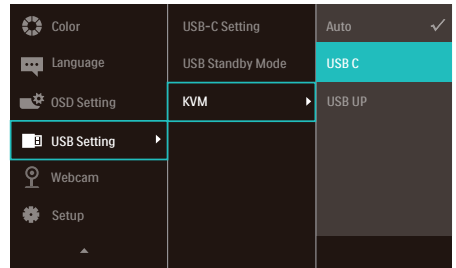 Color
Language
OSD Setting
USB Setting
Webcam
Setup
USB-C Setting
USB Standby Mode
KVM
Auto
USB C
USB UP